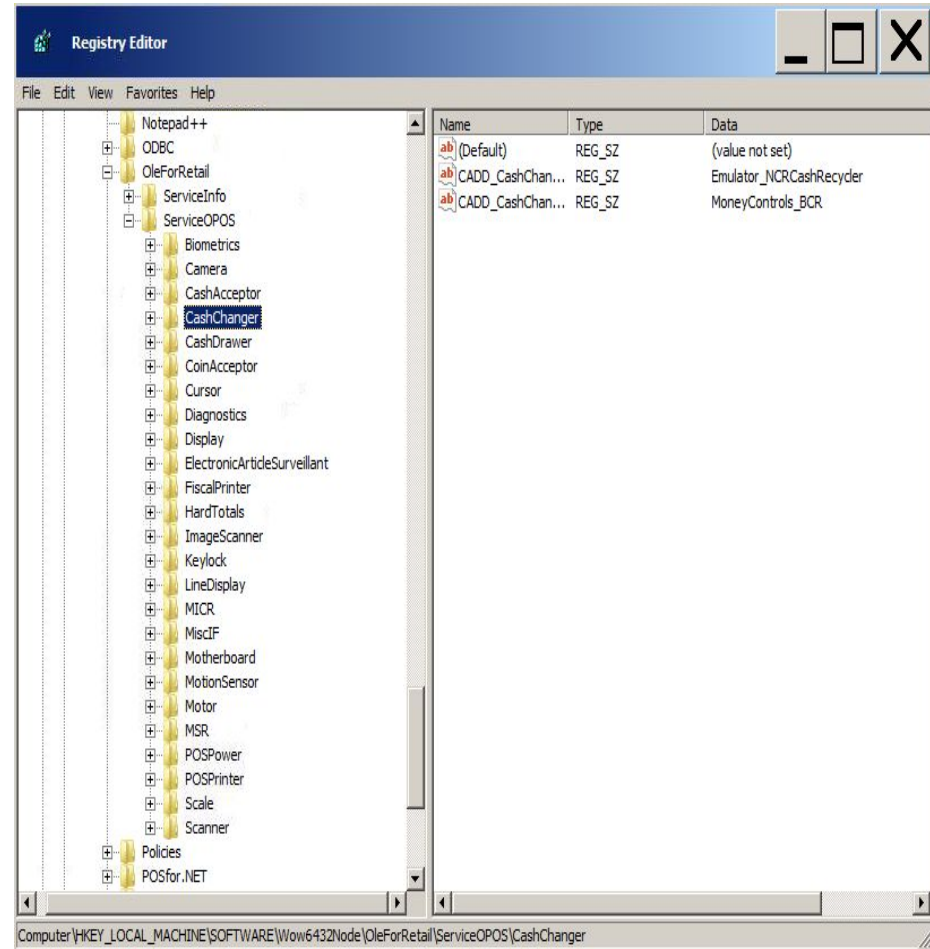 Registry Editor
File Edit View Favorites Help
Notepad++
ODBC
OleForRetail
ServiceInfo
ServiceOPOS
Biometrics
Camera
CashAcceptor
CashChanger
CashDrawer
CoinAcceptor
Cursor
Diagnostics
Display
ElectronicArticleSurveillant
FiscalPrinter
HardTotals
ImageScanner
Keylock
LineDisplay
MICR
MiscIF
Motherboard
MotionSensor
Motor
MSR
POSPower
POSPrinter
Scale
Scanner
Policies
POSfor.NET
Name Type Data
ab (Default) REG_SZ (value not set)
ab CADD_CashChan... REG_SZ Emulator_NCRCashRecycler
ab CADD_CashChan... REG_SZ MoneyControls_BCR
Computer\HKEY_LOCAL_MACHINE\SOFTWARE\Wow6432Node\OleForRetail\ServiceOPOS\CashChanger